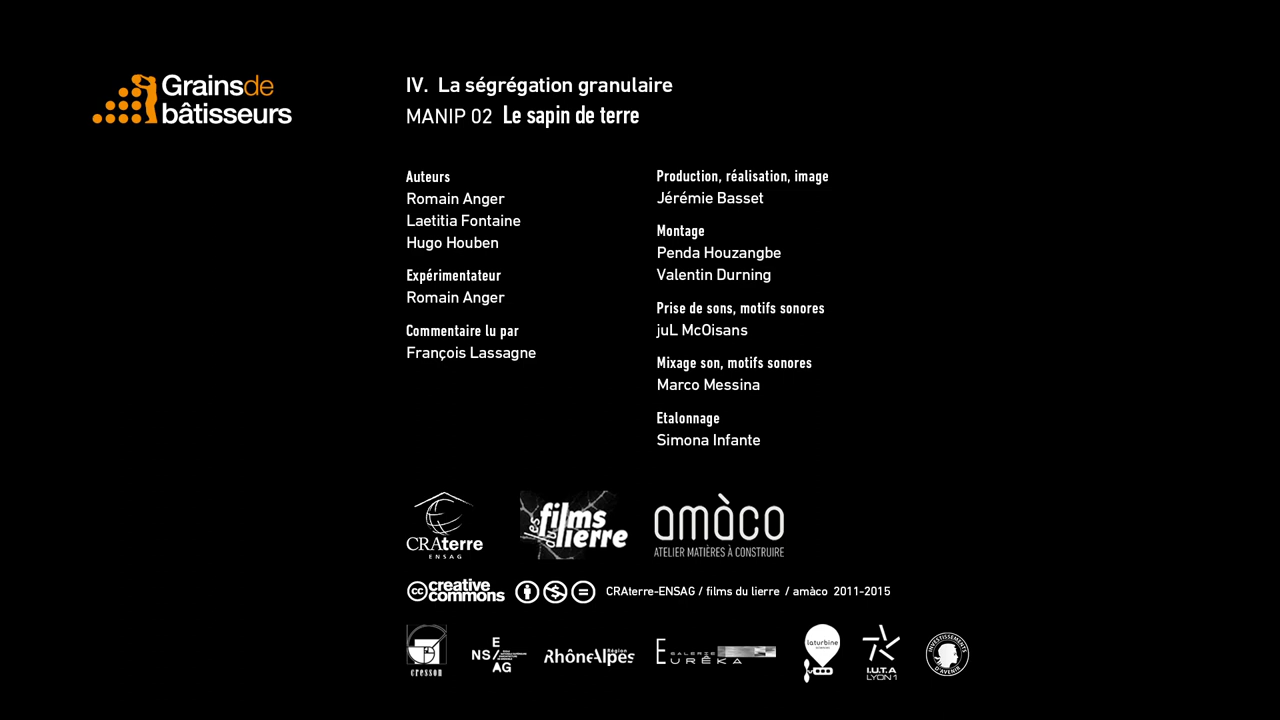 Grainsde
bâtisseurs
IV. La ségrégation granulaire
MANIP 02 Le sapin de terre
Auteurs
Romain Anger
Laetitia Fontaine
Hugo Houben
Expérimentateur
Romain Anger
Commentaire lu par
François Lassagne
Production, réalisation, image
Jérémie Basset
Montage
Penda Houzangbe
Valentin Durning
Prise de sons, motifs sonores
juL McOisans
Mixage son, motifs sonores
Marco Messina
Etalonnage
Simona Infante
CRAterre
ENSAG
les films
du lierre
amàco
ATELIER MATIÈRES À CONSTRUIRE
cc creative
commons
CRAterre-ENSAG / films du lierre / amàco 2011-2015
cresson
E
NS/
AG
Région
RhôneAlpes
GALERIE
EURÊKA
laturbine
I.U.T.A
LYON 1
INVESTISSEMENTS
D'AVENIR